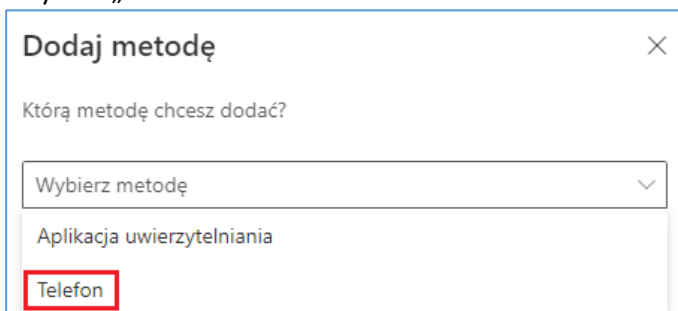 Dodaj metodę
Którą metodę chcesz dodać?
Wybierz metodę
Aplikacja uwierzytelniania
Telefon